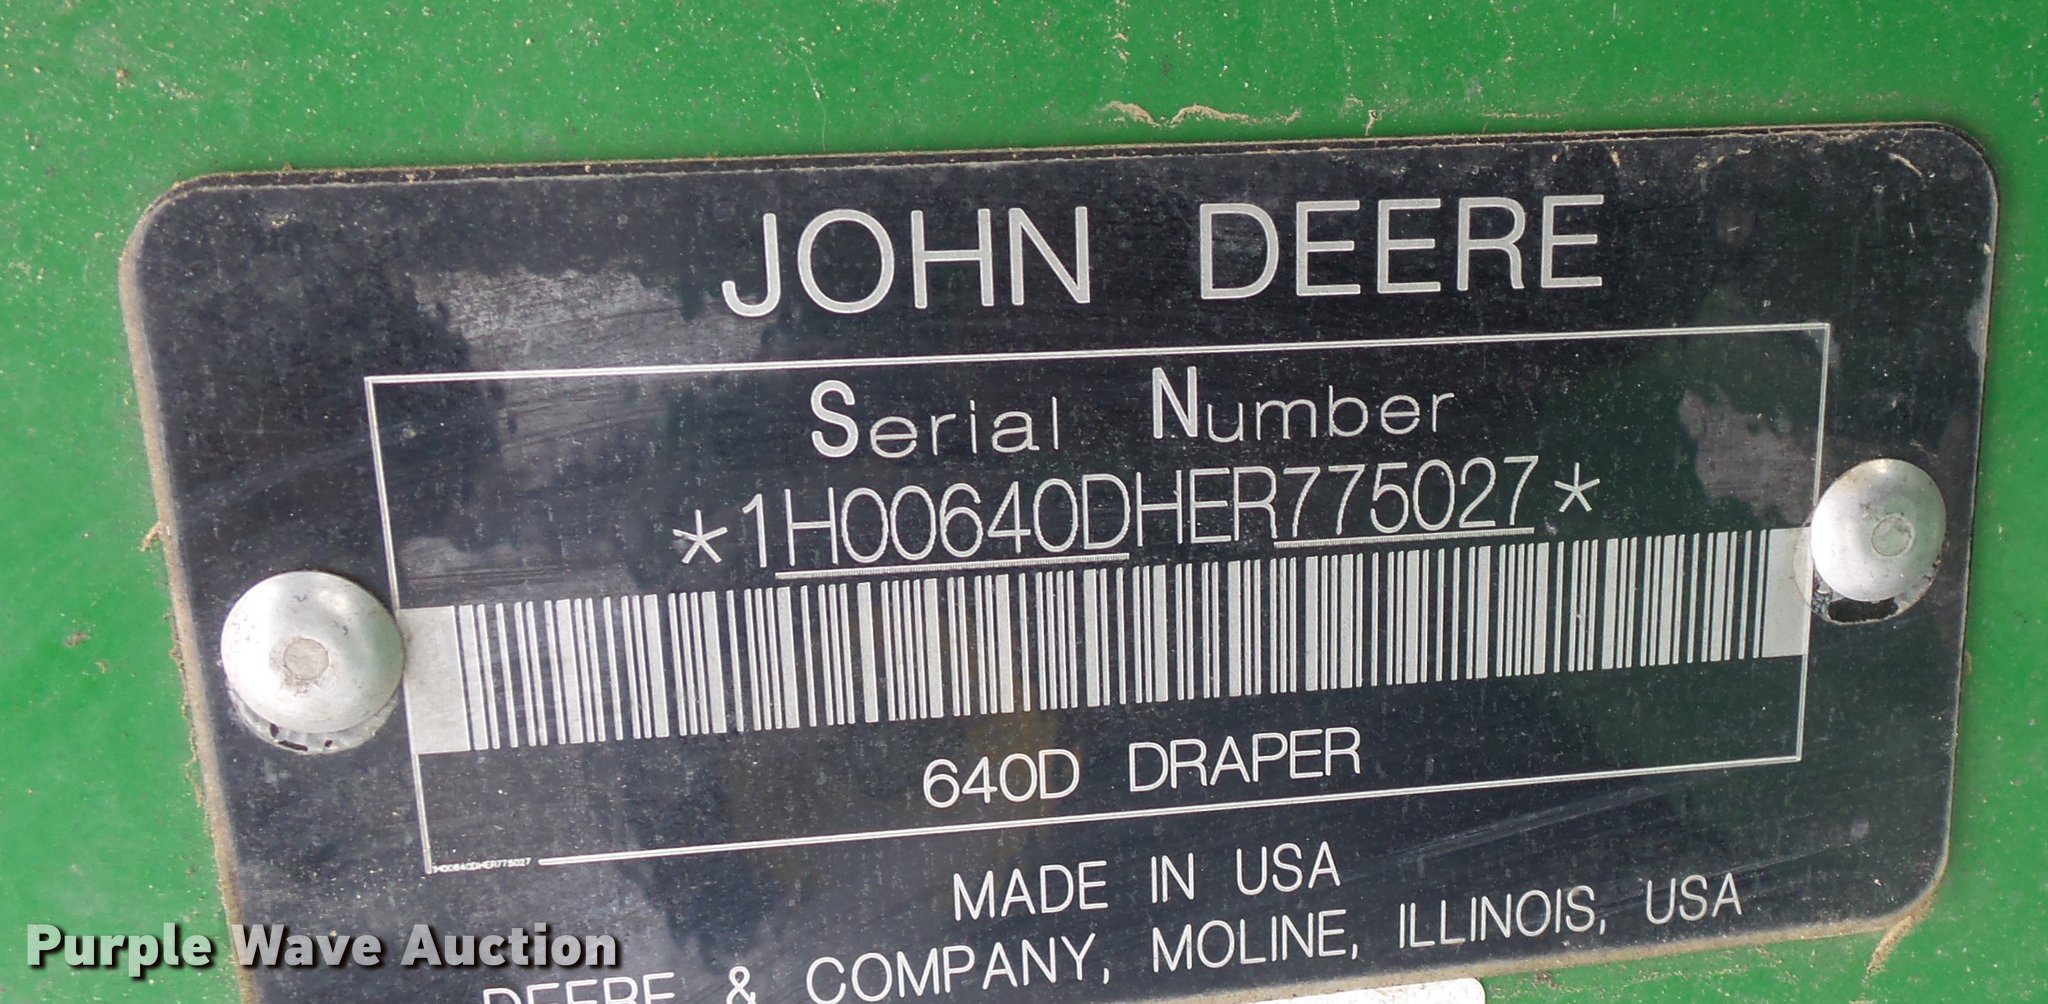 JOHN DEERE
Serial Number
*1H00640DHER775027*
640D DRAPER
1H00640DHER775027
MADE IN USA
DEERE & COMPANY, MOLINE, ILLINOIS, USA
Purple Wave Auction